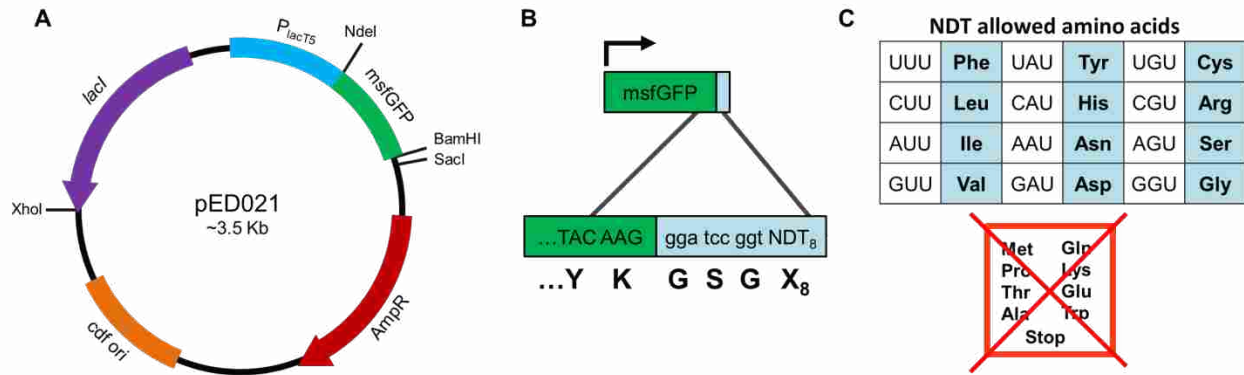 A
P lacT5
NdeI
msfGFP
BamHI
SacI
lacI
XhoI
pED021
~3.5 Kb
cdf ori
AmpR
B
msfGFP
...TAC AAG gga tcc ggt NDT8
...Y K G S G X8
C
NDT allowed amino acids
UUU Phe UAU Tyr UGU Cys
CUU Leu CAU His CGU Arg
AUU Ile AAU Asn AGU Ser
GUU Val GAU Asp GGU Gly
Met Gln
Pro Lys
Thr Glu
Ala Trp
Stop